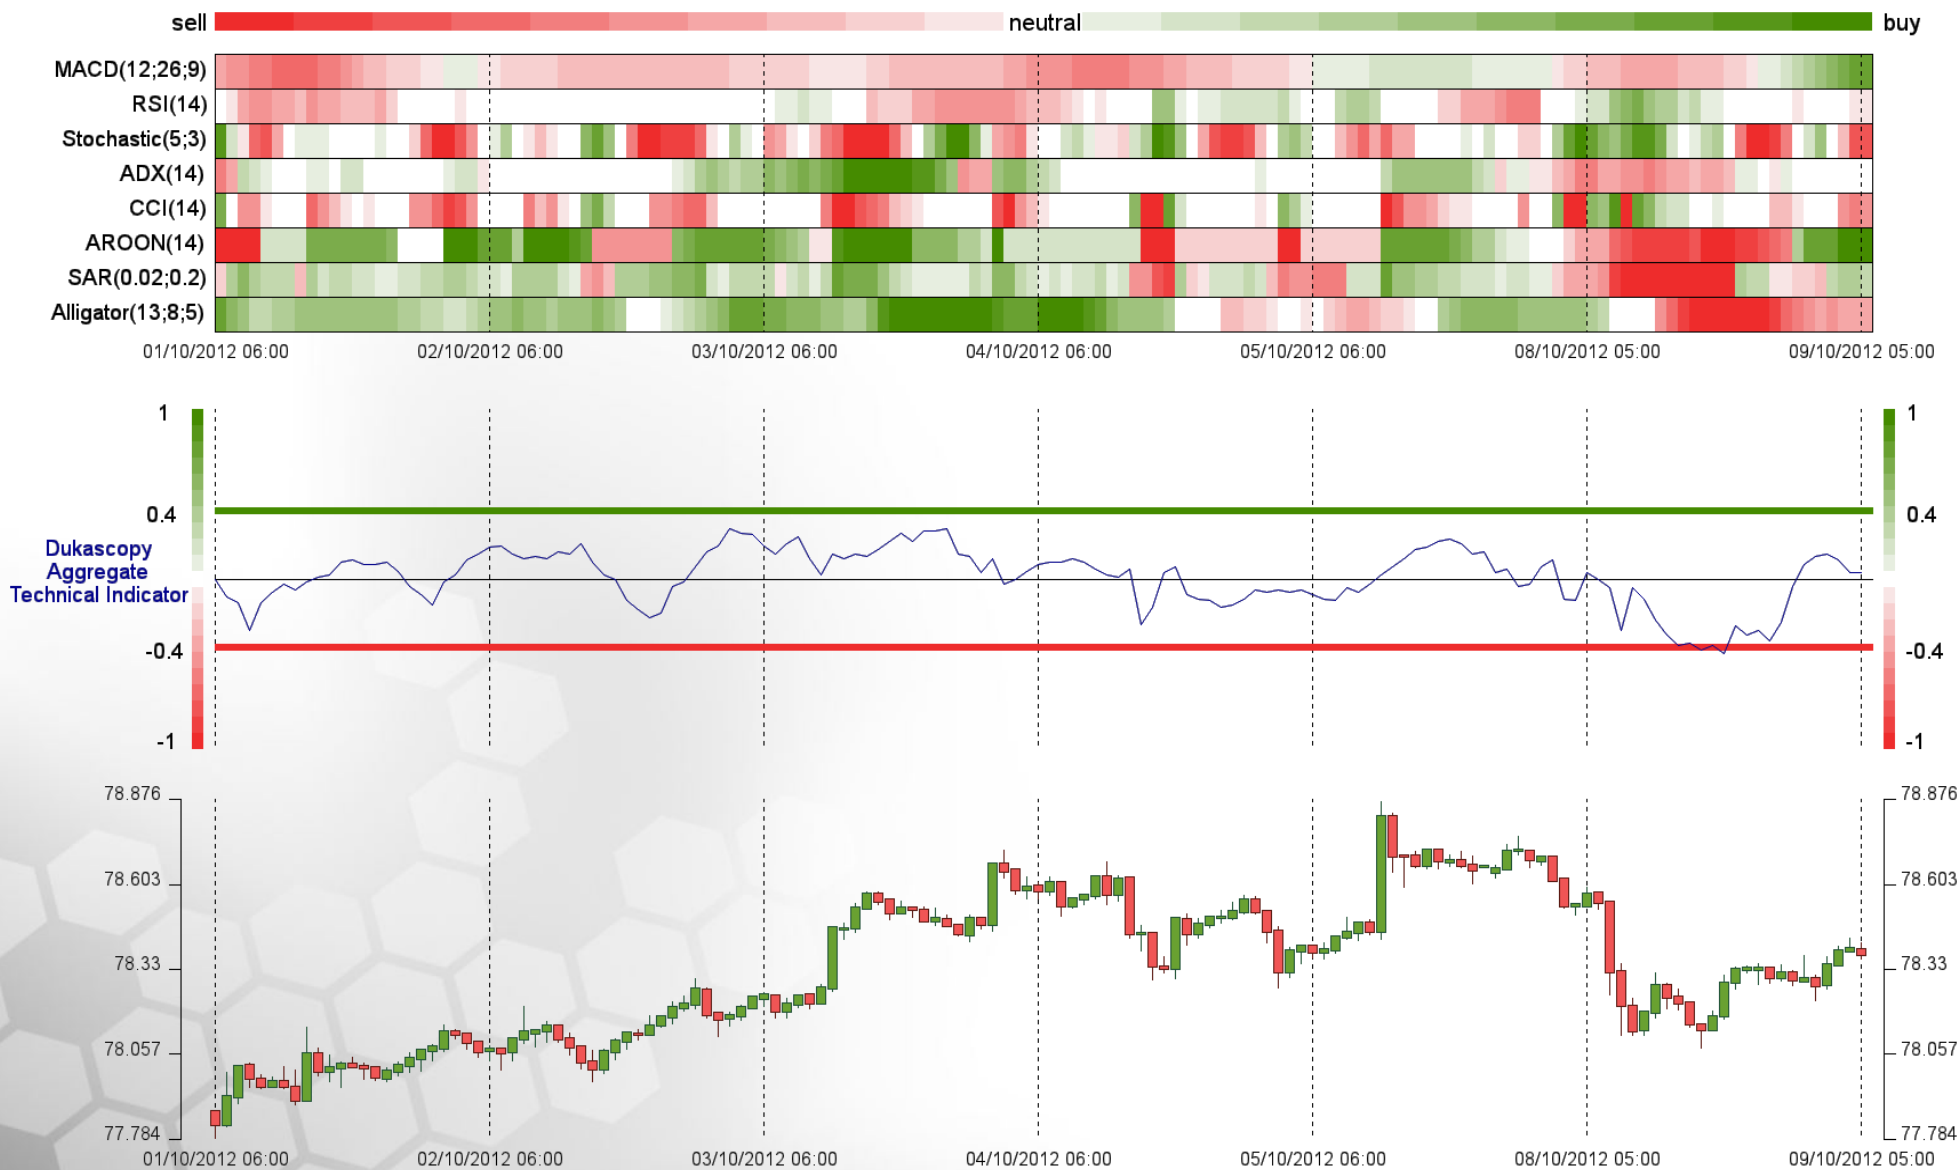 sell neutral buy
MACD(12;26;9)
RSI(14)
Stochastic(5;3)
ADX(14)
CCI(14)
AROON(14)
SAR(0.02;0.2)
Alligator(13;8;5)
01/10/2012 06:00 02/10/2012 06:00 03/10/2012 06:00 04/10/2012 06:00 05/10/2012 06:00 08/10/2012 05:00 09/10/2012 05:00
1 1
0.4 0.4
Dukascopy
Aggregate
Technical Indicator
-0.4 -0.4
-1 -1
78.876 78.876
78.603 78.603
78.33 78.33
78.057 78.057
77.784 77.784
01/10/2012 06:00 02/10/2012 06:00 03/10/2012 06:00 04/10/2012 06:00 05/10/2012 06:00 08/10/2012 05:00 09/10/2012 05:00